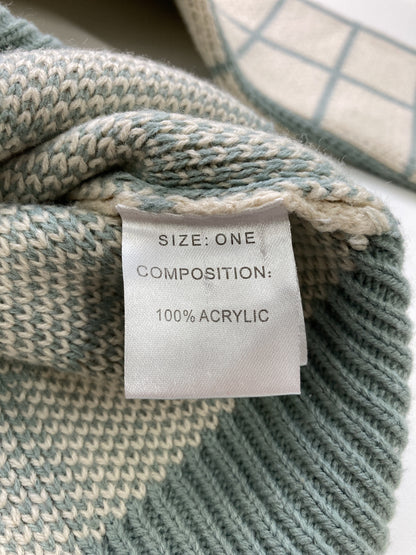 SIZE: ONE
COMPOSITION:
100% ACRYLIC